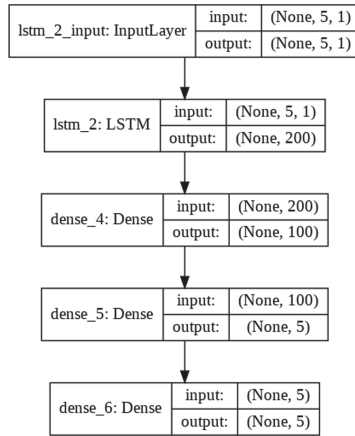 lstm_2_input: InputLayer
input: (None, 5, 1)
output: (None, 5, 1)
lstm_2: LSTM
input: (None, 5, 1)
output: (None, 200)
dense_4: Dense
input: (None, 200)
output: (None, 100)
dense_5: Dense
input: (None, 100)
output: (None, 5)
dense_6: Dense
input: (None, 5)
output: (None, 5)